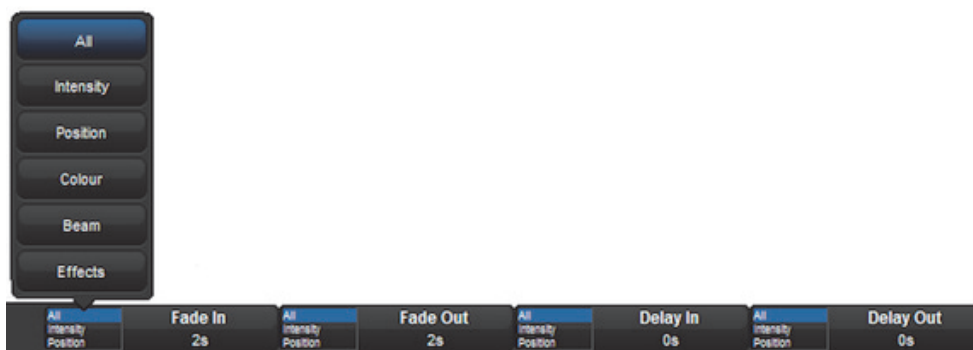 All
Intensity
Position
Colour
Beam
Effects
All
Intensity
Position
Fade In
2s
All
Intensity
Position
Fade Out
2s
All
Intensity
Position
Delay In
0s
All
Intensity
Position
Delay Out
0s